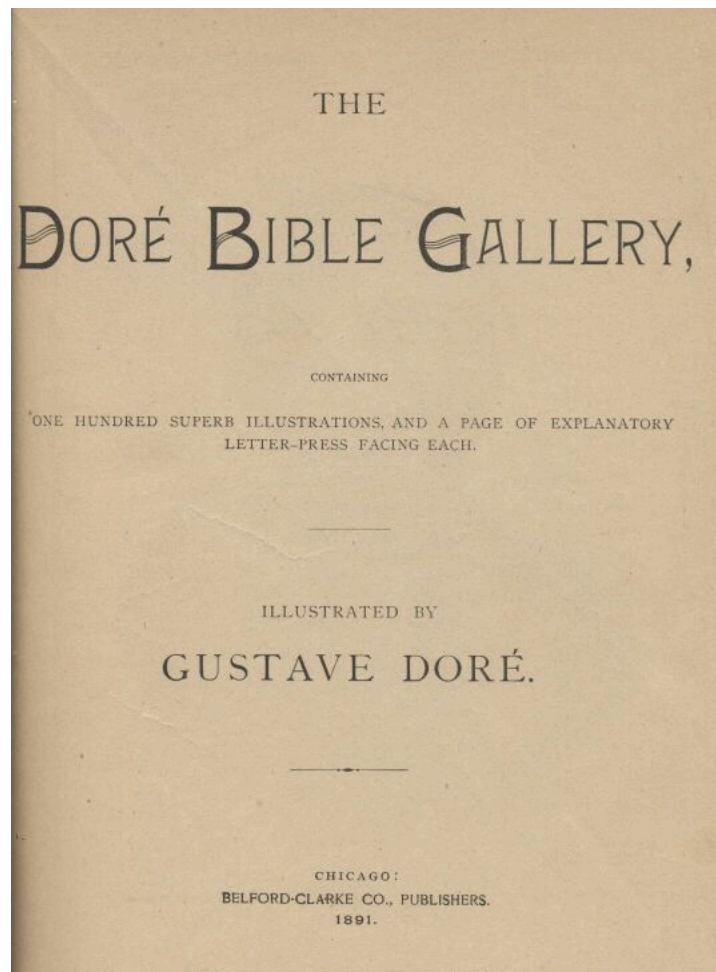 THE
DORÉ BIBLE GALLERY,
CONTAINING
ONE HUNDRED SUPERB ILLUSTRATIONS, AND A PAGE OF EXPLANATORY
LETTER-PRESS FACING EACH.
ILLUSTRATED BY
GUSTAVE DORÉ.
CHICAGO:
BELFORD-CLARKE CO., PUBLISHERS.
1891.